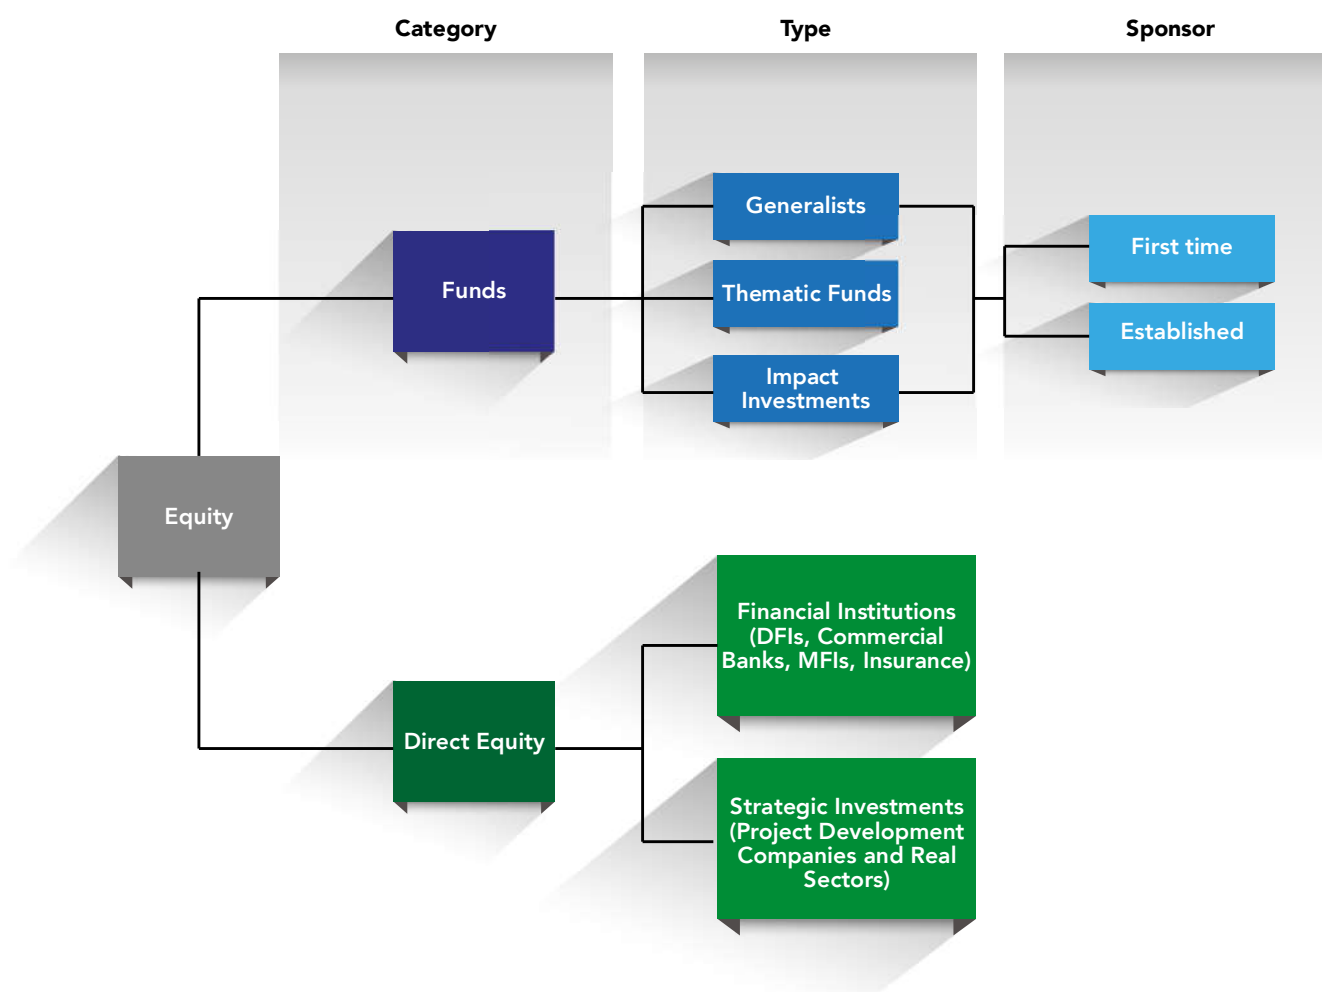 Category
Type
Sponsor
Funds
Generalists
Thematic Funds
Impact
Investments
First time
Established
Equity
Direct Equity
Financial Institutions
(DFIs, Commercial
Banks, MFIs, Insurance)
Strategic Investments
(Project Development
Companies and Real
Sectors)